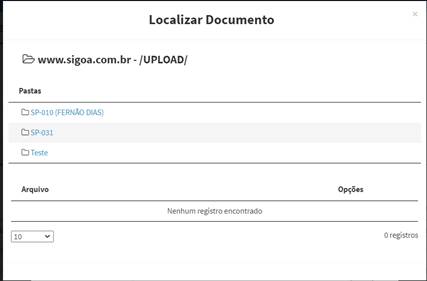 Localizar Documento
×
www.sigoa.com.br - /UPLOAD/
Pastas
SP-010 (FERNÃO DIAS)
SP-031
Teste
Arquivo Opções
Nenhum registro encontrado
10 0 registros